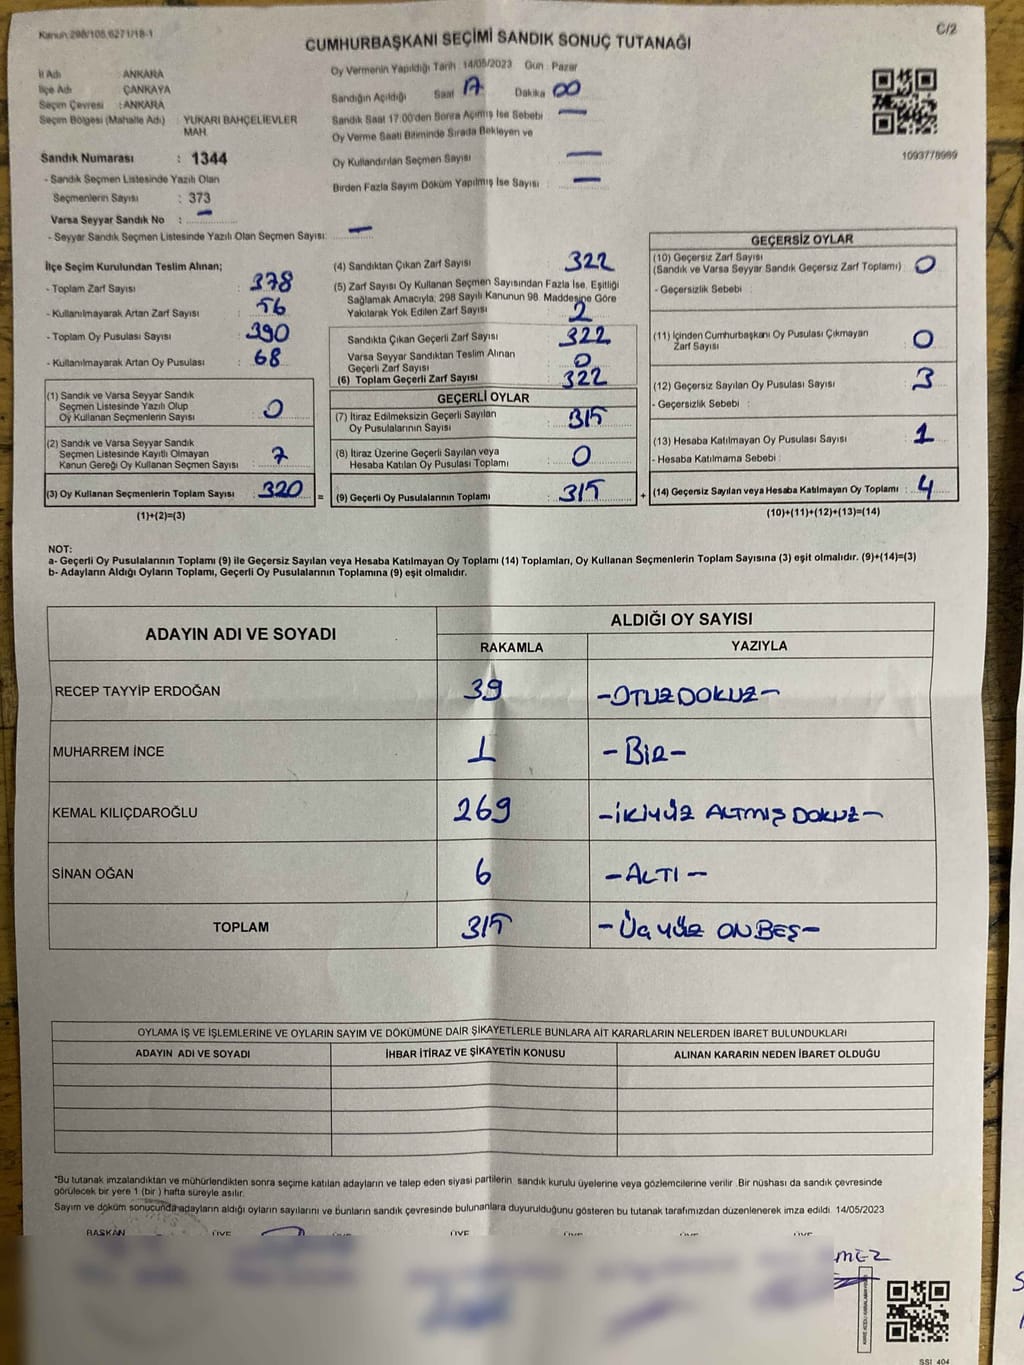 Kanun:298/105,6271/18-1
C/2
CUMHURBAŞKANI SEÇİMİ SANDIK SONUÇ TUTANAĞI
İl Adı : ANKARA
İlçe Adı : ÇANKAYA
Seçim Çevresi : ANKARA
Seçim Bölgesi (Mahalle Adı) : YUKARI BAHÇELİEVLER
MAH.
Sandık Numarası : 1344
- Sandık Seçmen Listesinde Yazılı Olan
Seçmenlerin Sayısı : 373
Varsa Seyyar Sandık No : —
- Seyyar Sandık Seçmen Listesinde Yazılı Olan Seçmen Sayısı: —
Oy Vermenin Yapıldığı Tarih : 14/05/2023 Gün : Pazar
Sandığın Açıldığı Saat 17 Dakika 00
Sandık Saat 17:00'den Sonra Açılmış İse Sebebi —
Oy Verme Saati Bitiminde Sırada Bekleyen ve
Oy Kullandırılan Seçmen Sayısı —
Birden Fazla Sayım Döküm Yapılmış İse Sayısı : —
1093778989
İlçe Seçim Kurulundan Teslim Alınan;
- Toplam Zarf Sayısı : 378
- Kullanılmayarak Artan Zarf Sayısı : 56
- Toplam Oy Pusulası Sayısı : 390
- Kullanılmayarak Artan Oy Pusulası : 68
(1) Sandık ve Varsa Seyyar Sandık
Seçmen Listesinde Yazılı Olup
Oy Kullanan Seçmenlerin Sayısı : 0
(2) Sandık ve Varsa Seyyar Sandık
Seçmen Listesinde Kayıtlı Olmayan
Kanun Gereği Oy Kullanan Seçmen Sayısı : 7
(3) Oy Kullanan Seçmenlerin Toplam Sayısı : 320 =
(1)+(2)=(3)
(4) Sandıktan Çıkan Zarf Sayısı : 322
(5) Zarf Sayısı Oy Kullanan Seçmen Sayısından Fazla İse, Eşitliği
Sağlamak Amacıyla, 298 Sayılı Kanunun 98. Maddesine Göre
Yakılarak Yok Edilen Zarf Sayısı : 2
Sandıkta Çıkan Geçerli Zarf Sayısı : 322
Varsa Seyyar Sandıktan Teslim Alınan
Geçerli Zarf Sayısı : 0
(6) Toplam Geçerli Zarf Sayısı : 322
GEÇERLİ OYLAR
(7) İtiraz Edilmeksizin Geçerli Sayılan
Oy Pusulalarının Sayısı : 315
(8) İtiraz Üzerine Geçerli Sayılan veya
Hesaba Katılan Oy Pusulası Toplamı : 0
(9) Geçerli Oy Pusulalarının Toplamı : 315 +
GEÇERSİZ OYLAR
(10) Geçersiz Zarf Sayısı
(Sandık ve Varsa Seyyar Sandık Geçersiz Zarf Toplamı) : 0
- Geçersizlik Sebebi :
(11) İçinden Cumhurbaşkanı Oy Pusulası Çıkmayan
Zarf Sayısı : 0
(12) Geçersiz Sayılan Oy Pusulası Sayısı : 3
- Geçersizlik Sebebi :
(13) Hesaba Katılmayan Oy Pusulası Sayısı : 1
- Hesaba Katılmama Sebebi :
(14) Geçersiz Sayılan veya Hesaba Katılmayan Oy Toplamı : 4
(10)+(11)+(12)+(13)=(14)
NOT:
a- Geçerli Oy Pusulalarının Toplamı (9) ile Geçersiz Sayılan veya Hesaba Katılmayan Oy Toplamı (14) Toplamları, Oy Kullanan Seçmenlerin Toplam Sayısına (3) eşit olmalıdır. (9)+(14)=(3)
b- Adayların Aldığı Oyların Toplamı, Geçerli Oy Pusulalarının Toplamına (9) eşit olmalıdır.
ADAYIN ADI VE SOYADI ALDIĞI OY SAYISI
RAKAMLA YAZIYLA
RECEP TAYYİP ERDOĞAN 39 -OTUZDOKUZ-
MUHARREM İNCE 1 -BİR-
KEMAL KILIÇDAROĞLU 269 -İKİYÜZ ALTMIŞ DOKUZ-
SİNAN OĞAN 6 -ALTI-
TOPLAM 315 -ÜÇ YÜZ ON BEŞ-
OYLAMA İŞ VE İŞLEMLERİNE VE OYLARIN SAYIM VE DÖKÜMÜNE DAİR ŞİKAYETLERLE BUNLARA AİT KARARLARIN NELERDEN İBARET BULUNDUKLARI
ADAYIN ADI VE SOYADI İHBAR İTİRAZ VE ŞİKAYETİN KONUSU ALINAN KARARIN NEDEN İBARET OLDUĞU
*Bu tutanak imzalandıktan ve mühürlendikten sonra seçime katılan adayların ve talep eden siyasi partilerin sandık kurulu üyelerine veya gözlemcilerine verilir .Bir nüshası da sandık çevresinde
görülecek bir yere 1 (bir ) hafta süreyle asılır.
Sayım ve döküm sonucunda adayların aldığı oyların sayılarını ve bunların sandık çevresinde bulunanlara duyurulduğunu gösteren bu tutanak tarafımızdan düzenlenerek imza edildi. 14/05/2023
BAŞKAN ÜYE ÜYE ÜYE ÜYE ÜYE
MEZ
SSI_404